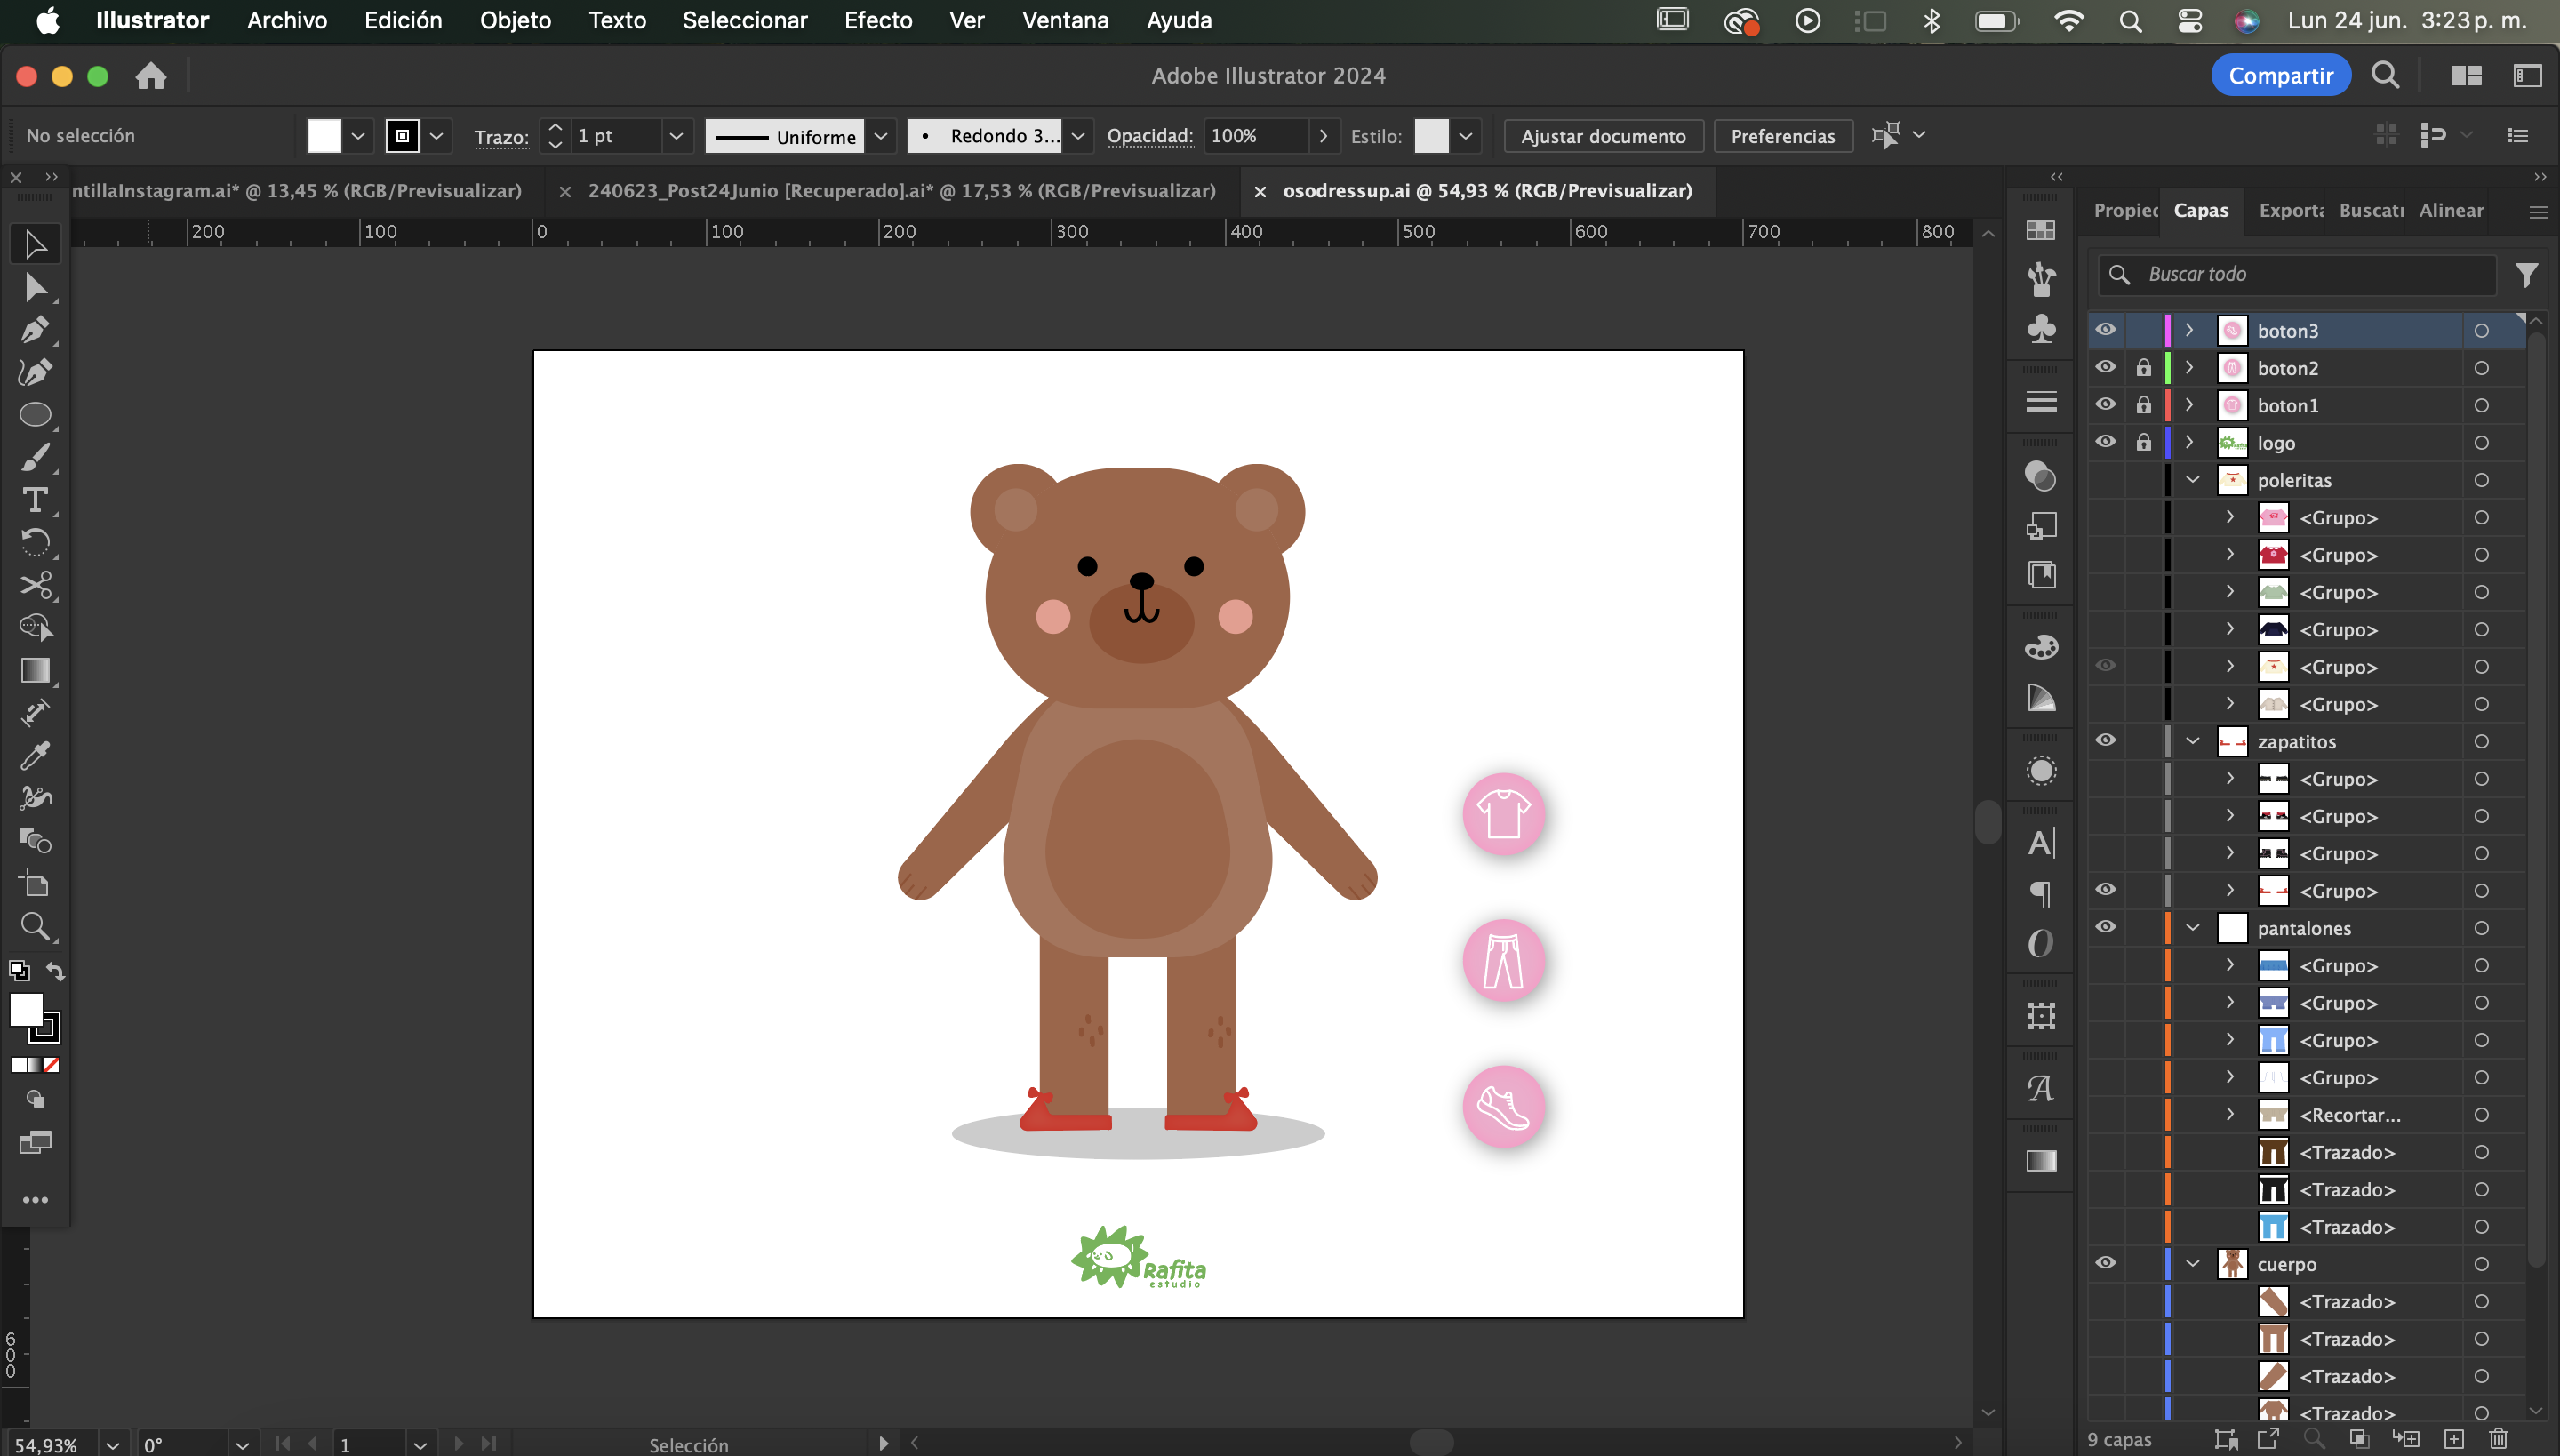 Illustrator Archivo Edición Objeto Texto Seleccionar Efecto Ver Ventana Ayuda
Lun 24 jun. 3:23 p. m.
Adobe Illustrator 2024
Compartir
No selección
Trazo: 1 pt
Uniforme
Redondo 3...
Opacidad: 100%
Estilo:
Ajustar documento
Preferencias
ntillaInstagram.ai* @ 13,45 % (RGB/Previsualizar)
240623_Post24Junio [Recuperado].ai* @ 17,53 % (RGB/Previsualizar)
osodressup.ai @ 54,93 % (RGB/Previsualizar)
200 100 0 100 200 300 400 500 600 700 800
Propied Capas Exporta Buscatr Alinear
Buscar todo
boton3
boton2
boton1
logo
poleritas
<Grupo>
<Grupo>
<Grupo>
<Grupo>
<Grupo>
<Grupo>
zapatitos
<Grupo>
<Grupo>
<Grupo>
<Grupo>
pantalones
<Grupo>
<Grupo>
<Grupo>
<Grupo>
<Recortar...
<Trazado>
<Trazado>
<Trazado>
cuerpo
<Trazado>
<Trazado>
<Trazado>
<Trazado>
9 capas
Rafita
estudio
600
54,93%
0°
1
Selección